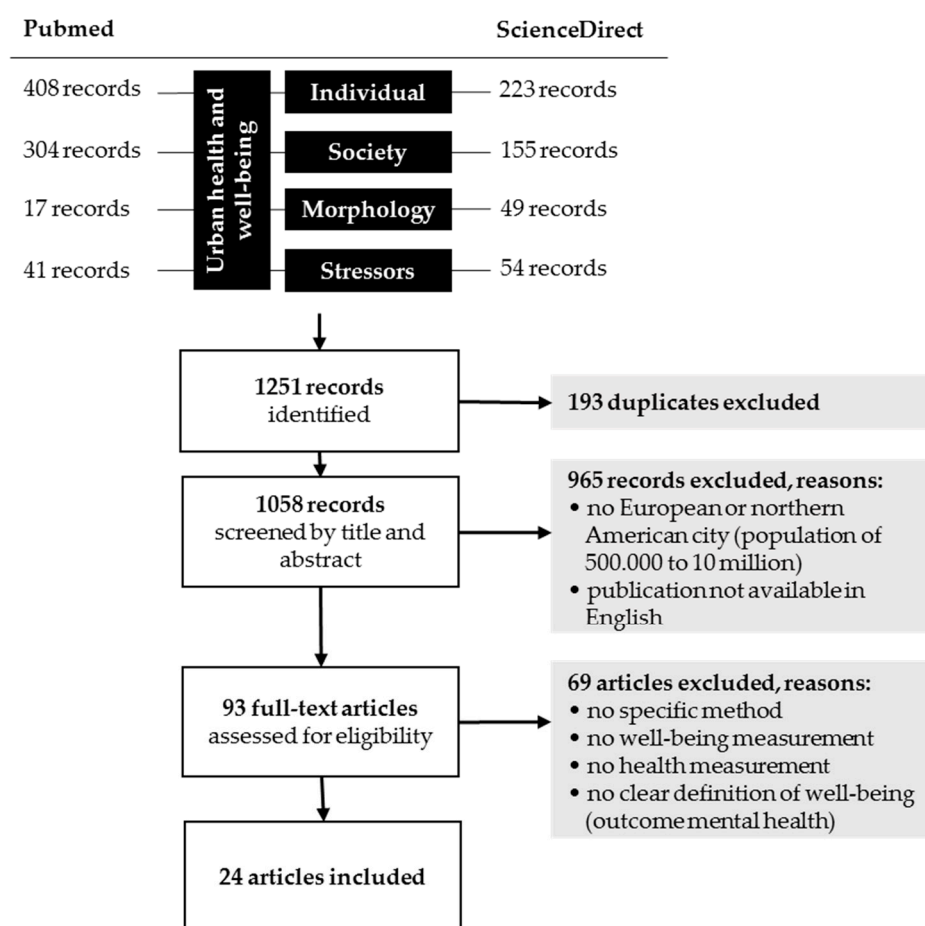 Pubmed ScienceDirect
408 records Individual 223 records
304 records Society 155 records
17 records Morphology 49 records
41 records Stressors 54 records
Urban health and
well-being
1251 records
identified
193 duplicates excluded
1058 records
screened by title and
abstract
965 records excluded, reasons:
• no European or northern
American city (population of
500.000 to 10 million)
• publication not available in
English
93 full-text articles
assessed for eligibility
69 articles excluded, reasons:
• no specific method
• no well-being measurement
• no health measurement
• no clear definition of well-being
(outcome mental health)
24 articles included